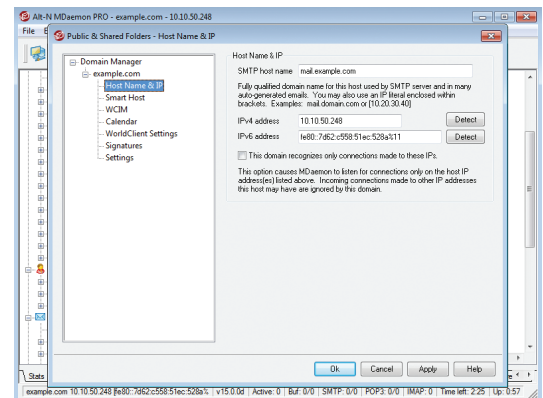 Alt-N MDaemon PRO - example.com - 10.10.50.248
File
Public & Shared Folders - Host Name & IP
Domain Manager
example.com
Host Name & IP
Smart Host
WCIM
Calendar
WorldClient Settings
Signatures
Settings
Host Name & IP
SMTP host name mail.example.com
Fully qualified domain name for this host used by SMTP server and in many
auto-generated emails. You may also use an IP literal enclosed within
brackets. Examples: mail.domain.com or [10.20.30.40]
IPv4 address 10.10.50.248 Detect
IPv6 address fe80::7d62:c558:51ec:528a%11 Detect
This domain recognizes only connections made to these IPs.
This option causes MDaemon to listen for connections only on the host IP
address(es) listed above. Incoming connections made to other IP addresses
this host may have are ignored by this domain.
Ok Cancel Apply Help
Stats
example.com 10.10.50.248 fe80::7d62:c558:51ec:528a% v15.0.0d Active: 0 Buf: 0/0 SMTP: 0/0 POP3: 0/0 IMAP: 0 Time left: 2:25 Up: 0:57